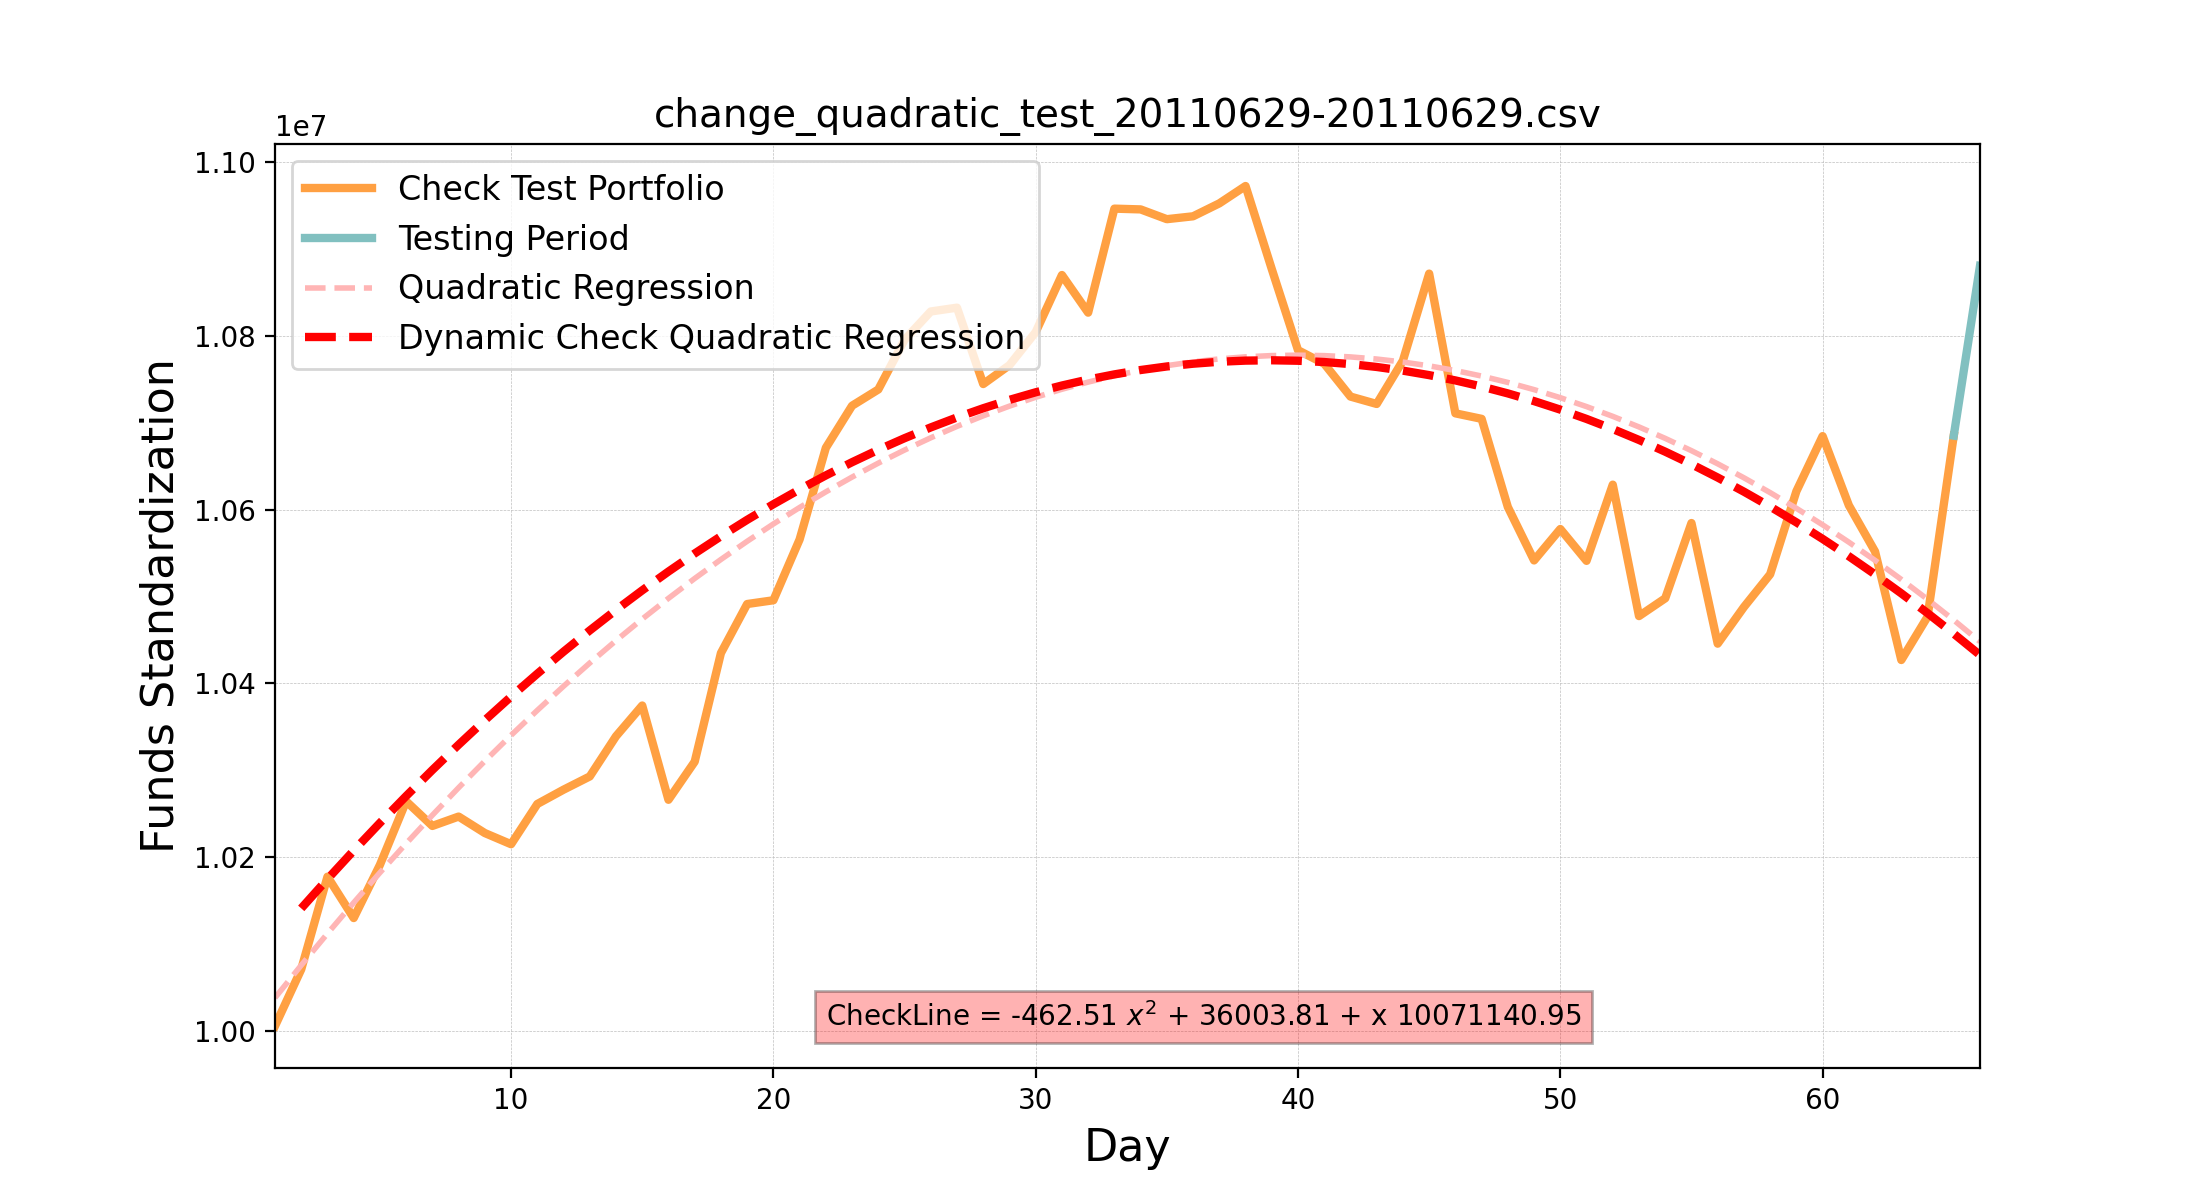 change_quadratic_test_20110629-20110629.csv
1e7
Check Test Portfolio
Testing Period
Quadratic Regression
Dynamic Check Quadratic Regression
1.10
1.08
1.06
1.04
1.02
1.00
Funds Standardization
CheckLine = -462.51 x² + 36003.81 + x 10071140.95
10 20 30 40 50 60
Day